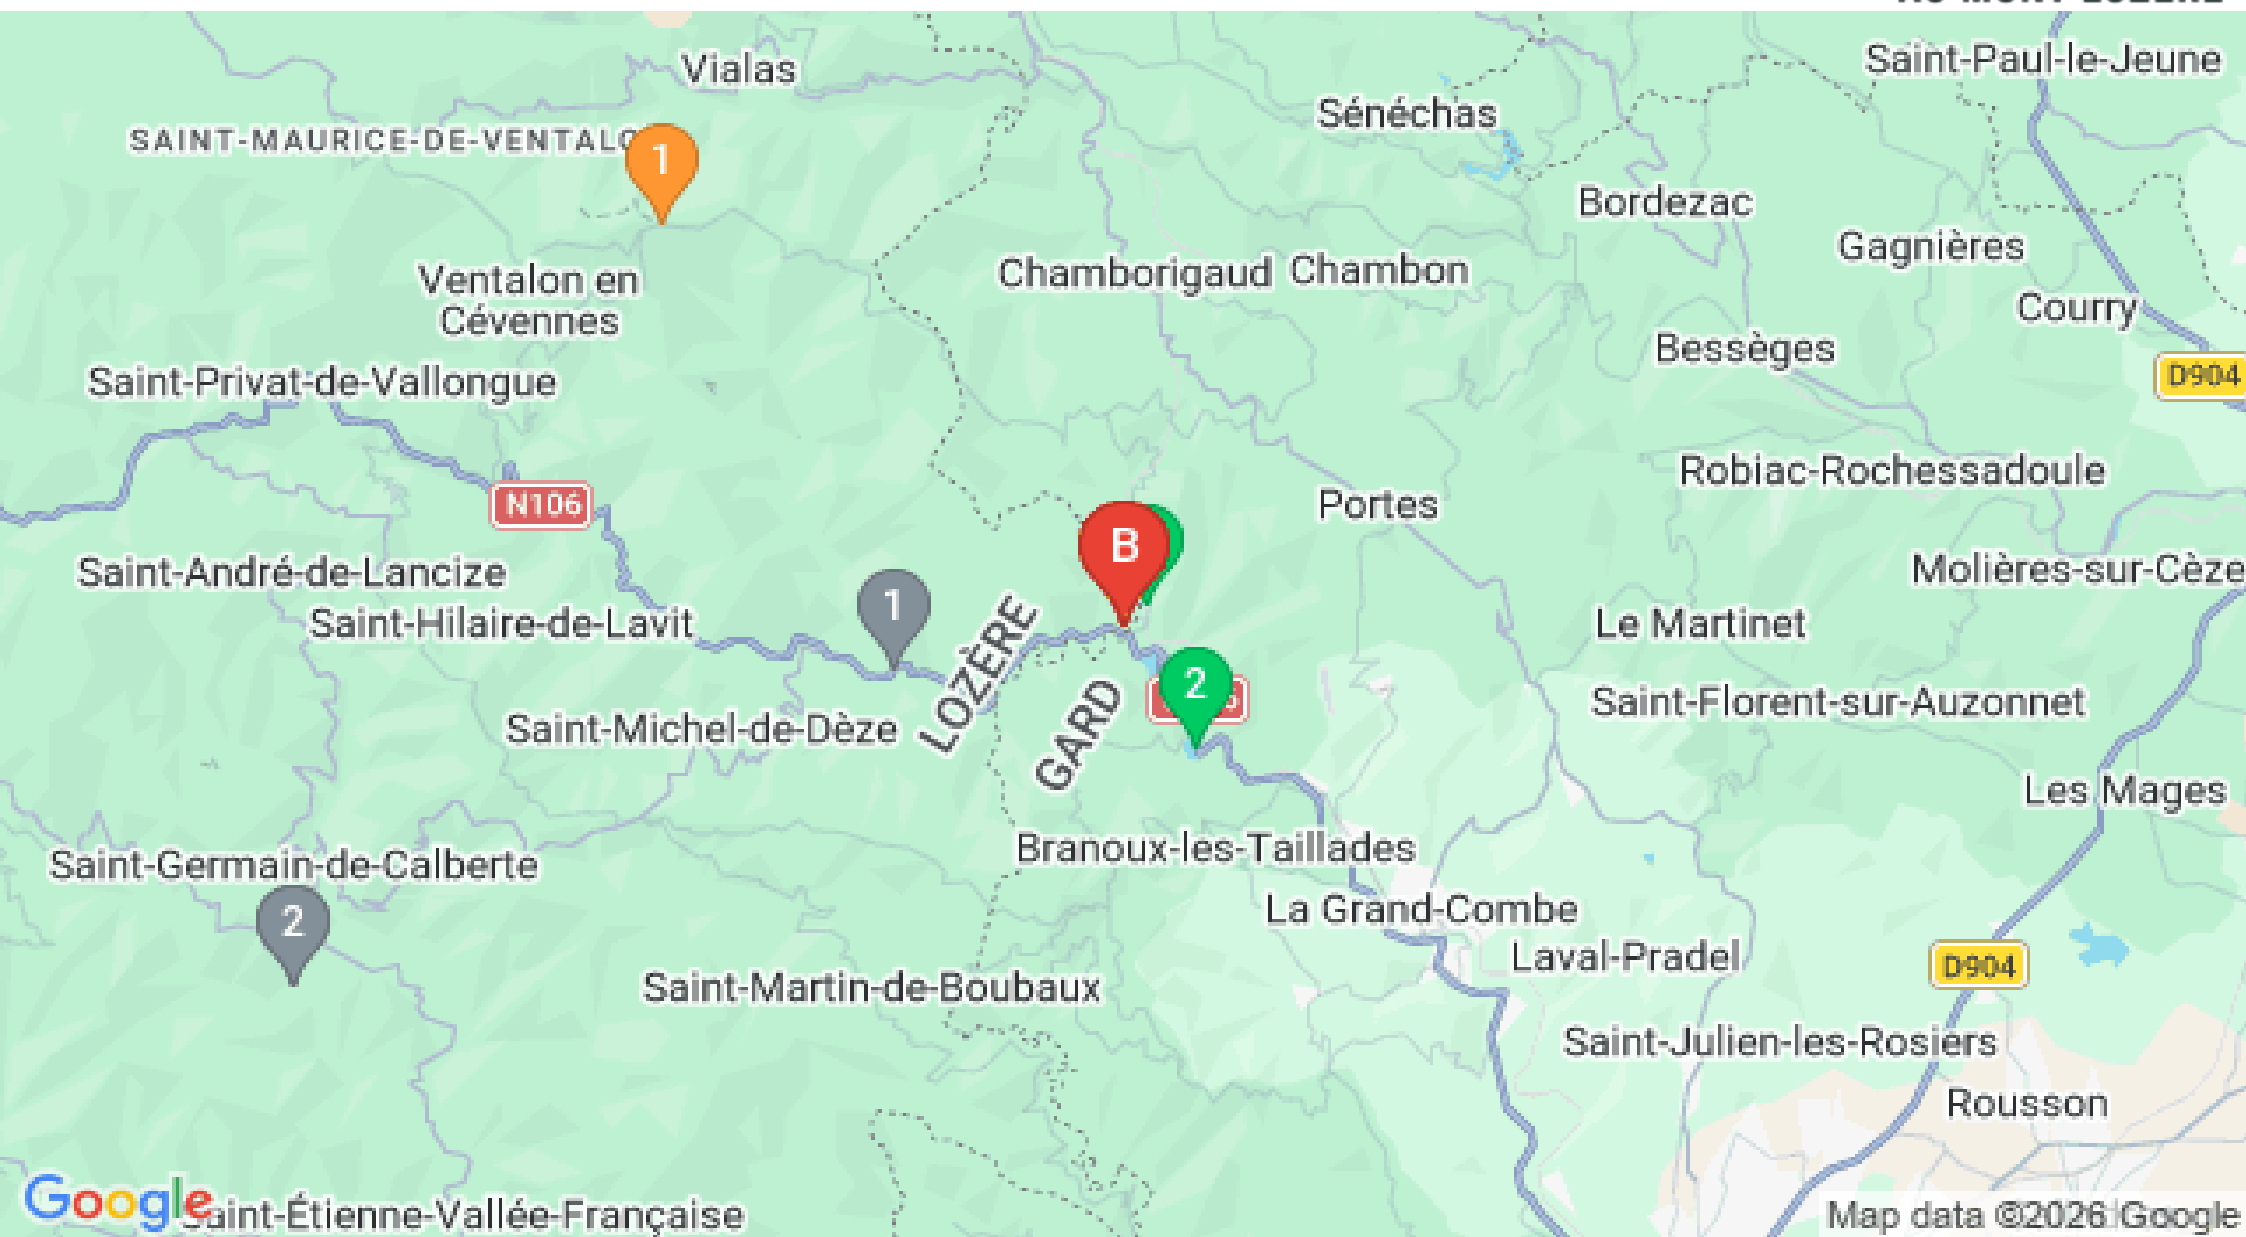 Saint-Paul-le-Jeune
Vialas
Sénéchas
SAINT-MAURICE-DE-VENTALO
1
Bordezac
Gagnières
Ventalon en
Cévennes
Chamborigaud
Chambon
Courry
Bessèges
D904
Saint-Privat-de-Vallongue
Robiac-Rochessadoule
N106
Portes
B
Saint-André-de-Lancize
Molières-sur-Cèze
1
Saint-Hilaire-de-Lavit
Le Martinet
LOZÈRE
GARD
2
Saint-Florent-sur-Auzonnet
Saint-Michel-de-Dèze
Les Mages
Branoux-les-Taillades
Saint-Germain-de-Calberte
La Grand-Combe
2
Laval-Pradel
D904
Saint-Martin-de-Boubaux
Saint-Julien-les-Rosiers
Rousson
Google
Saint-Étienne-Vallée-Française
Map data ©2026 Google